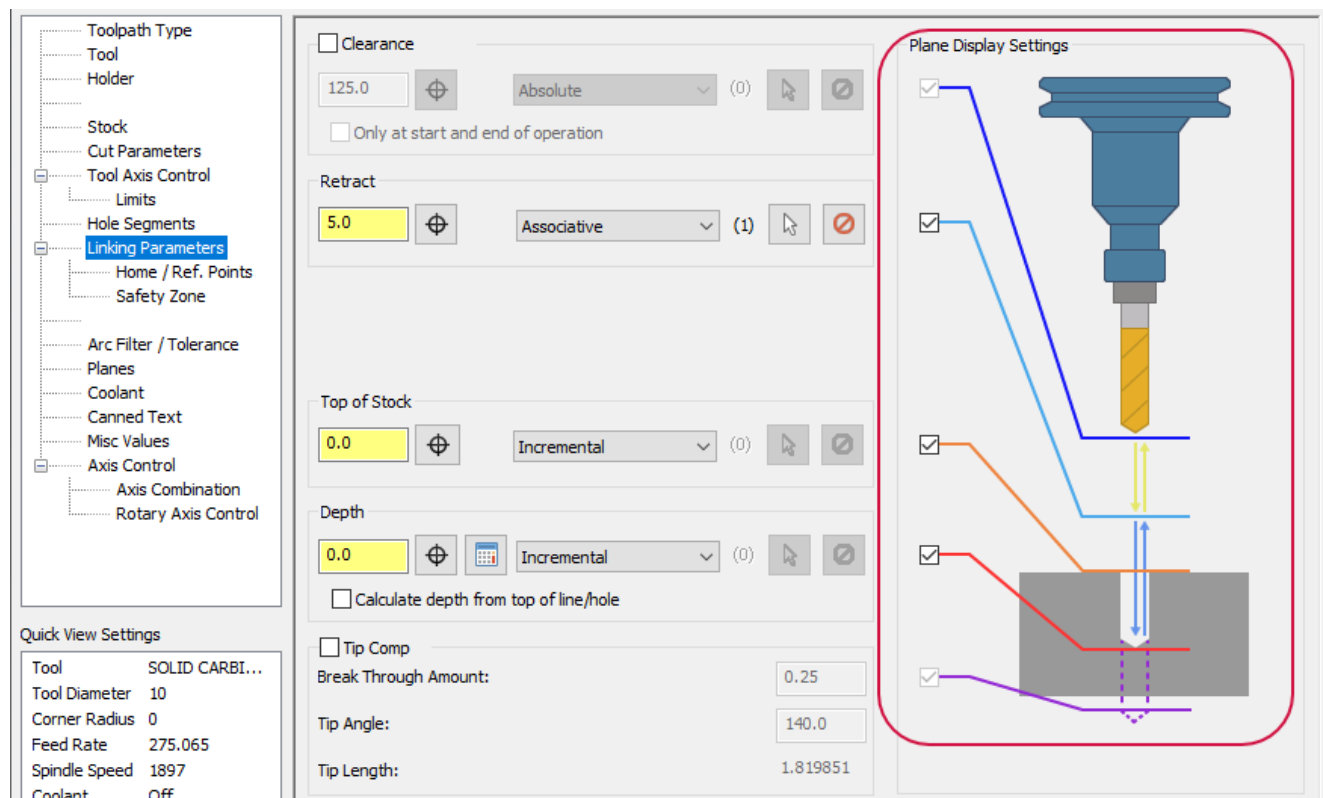 Toolpath Type
Tool
Holder
Stock
Cut Parameters
Tool Axis Control
Limits
Hole Segments
Linking Parameters
Home / Ref. Points
Safety Zone
Arc Filter / Tolerance
Planes
Coolant
Canned Text
Misc Values
Axis Control
Axis Combination
Rotary Axis Control
Quick View Settings
Tool SOLID CARBI...
Tool Diameter 10
Corner Radius 0
Feed Rate 275.065
Spindle Speed 1897
Coolant Off
Clearance
125.0 Absolute (0)
Only at start and end of operation
Retract
5.0 Associative (1)
Top of Stock
0.0 Incremental (0)
Depth
0.0 Incremental (0)
Calculate depth from top of line/hole
Tip Comp
Break Through Amount: 0.25
Tip Angle: 140.0
Tip Length: 1.819851
Plane Display Settings